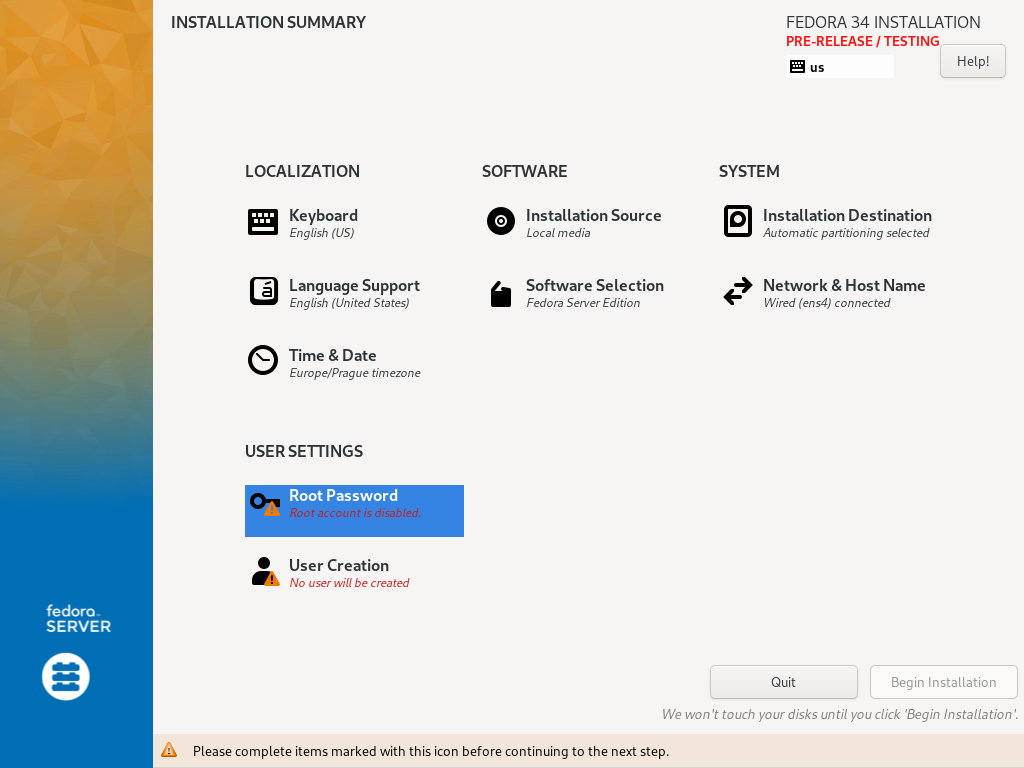 INSTALLATION SUMMARY
FEDORA 34 INSTALLATION
PRE-RELEASE / TESTING
us
Help!
LOCALIZATION
Keyboard
English (US)
Language Support
English (United States)
Time & Date
Europe/Prague timezone
SOFTWARE
Installation Source
Local media
Software Selection
Fedora Server Edition
SYSTEM
Installation Destination
Automatic partitioning selected
Network & Host Name
Wired (ens4) connected
USER SETTINGS
Root Password
Root account is disabled.
User Creation
No user will be created
fedora™
SERVER
Quit
Begin Installation
We won't touch your disks until you click 'Begin Installation'.
Please complete items marked with this icon before continuing to the next step.